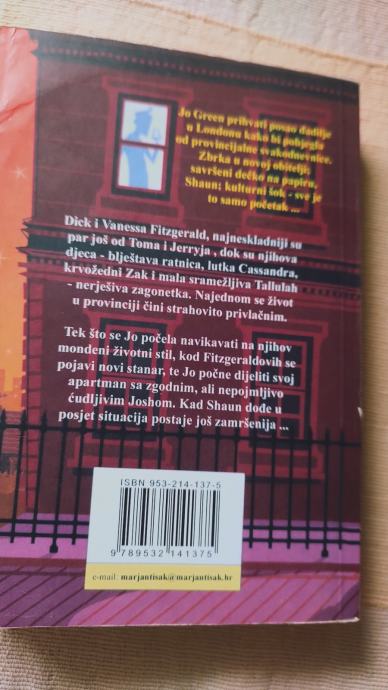 Jo Green prihvati posao dadilje
u Londonu kako bi pobjegla
od provincijalne svakodnevnice.
Zbrka u novoj obitelji,
savršeni dečko na papiru,
Shaun; kulturni šok - sve je
to samo početak ...
Dick i Vanessa Fitzgerald, najneskladniji su
par još od Toma i Jerryja , dok su njihova
djeca - blještava ratnica, lutka Cassandra,
krvožedni Zak i mala sramežljiva Tallulah
- nerješiva zagonetka. Najednom se život
u provinciji čini strahovito privlačnim.
Tek što se Jo počela navikavati na njihov
mondeni životni stil, kod Fitzgeraldovih se
pojavi novi stanar, te Jo počne dijeliti svoj
apartman sa zgodnim, ali nepojmljivo
ćudljivim Joshom. Kad Shaun dođe u
posjet situacija postaje još zamršenija ...
ISBN 953-214-137-5
9 789532 141375
e-mail: marjantisak@marjantisak.hr